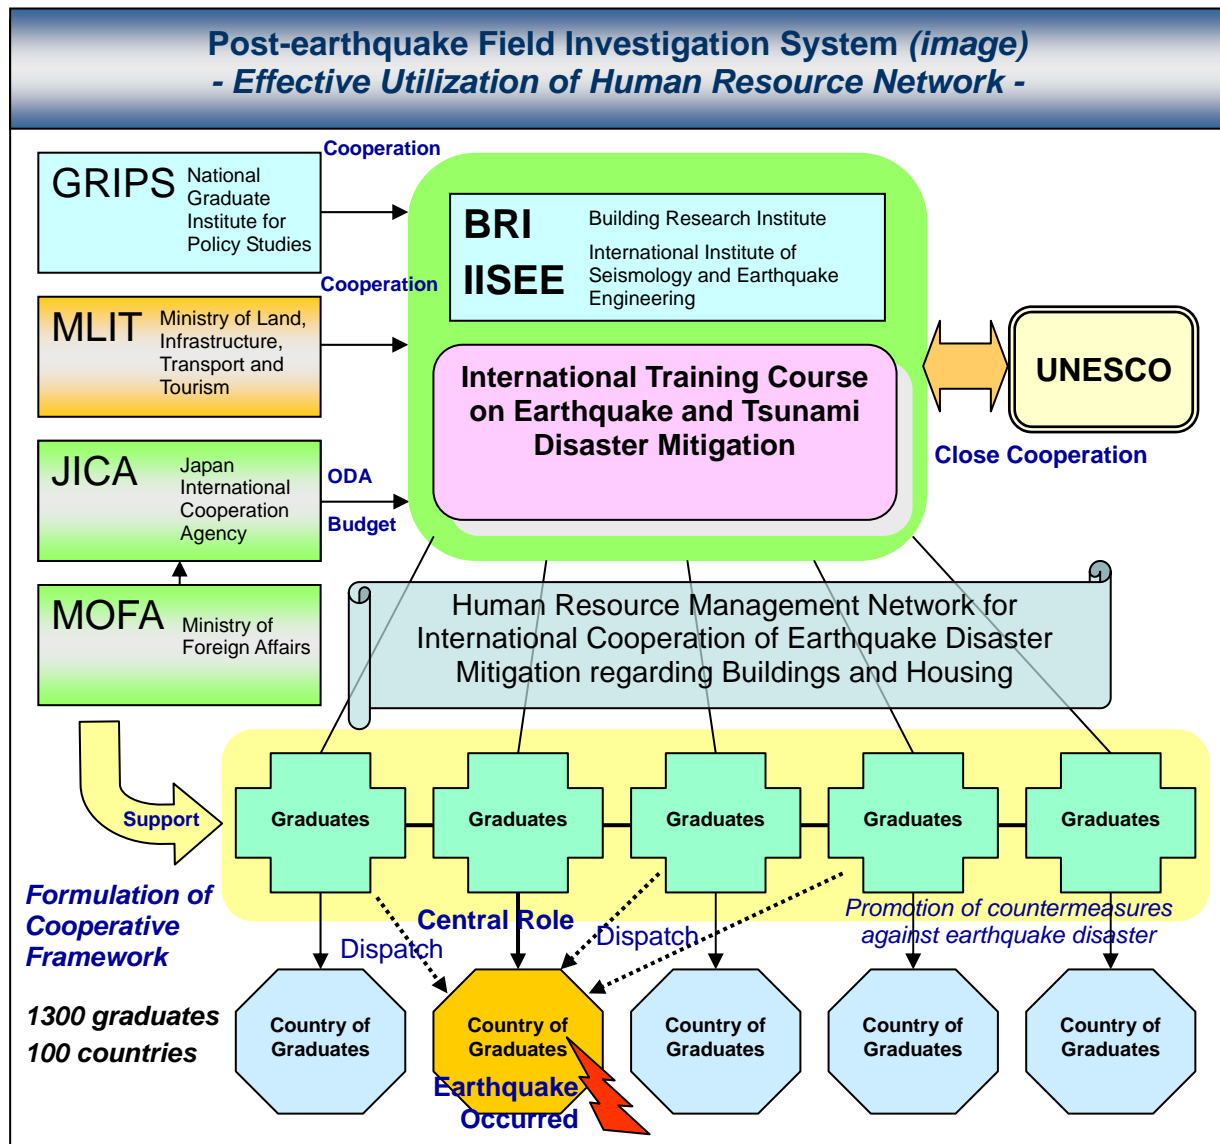 Post-earthquake Field Investigation System (image)
- Effective Utilization of Human Resource Network -
Cooperation
GRIPS
National
Graduate
Institute for
Policy Studies
Cooperation
MLIT
Ministry of Land,
Infrastructure,
Transport and
Tourism
JICA
Japan
International
Cooperation
Agency
ODA
Budget
MOFA
Ministry of
Foreign Affairs
BRI
Building Research Institute
IISEE
International Institute of
Seismology and Earthquake
Engineering
International Training Course
on Earthquake and Tsunami
Disaster Mitigation
UNESCO
Close Cooperation
Human Resource Management Network for
International Cooperation of Earthquake Disaster
Mitigation regarding Buildings and Housing
Support
Graduates
Graduates
Graduates
Graduates
Graduates
Formulation of
Cooperative
Framework
Central Role
Dispatch
Dispatch
Promotion of countermeasures
against earthquake disaster
1300 graduates
100 countries
Country of
Graduates
Country of
Graduates
Country of
Graduates
Country of
Graduates
Country of
Graduates
Earthquake
Occurred